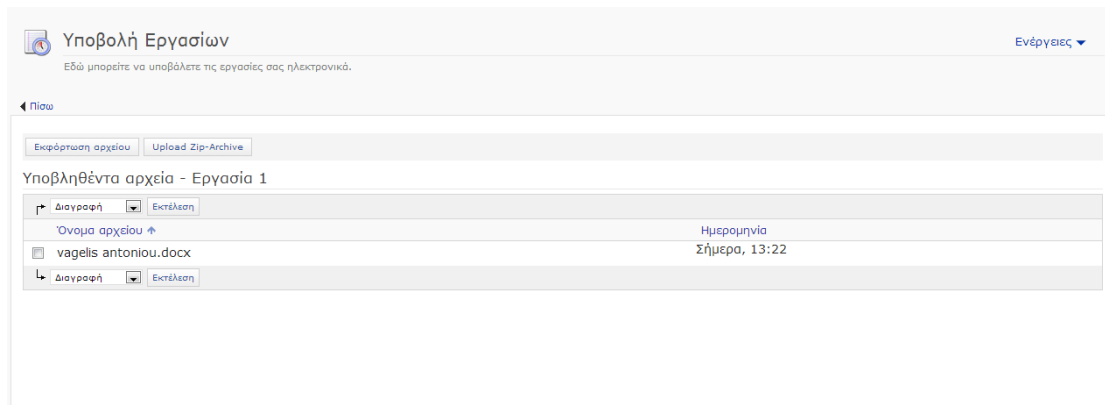 Υποβολή Εργασίων
Ενέργειες
Εδώ μπορείτε να υποβάλετε τις εργασίες σας ηλεκτρονικά.
Πίσω
Εκφόρτωση αρχείου Upload Zip-Archive
Υποβληθέντα αρχεία - Εργασία 1
Διαγραφή Εκτέλεση
Όνομα αρχείου Ημερομηνία
vagelis antoniou.docx Σήμερα, 13:22
Διαγραφή Εκτέλεση